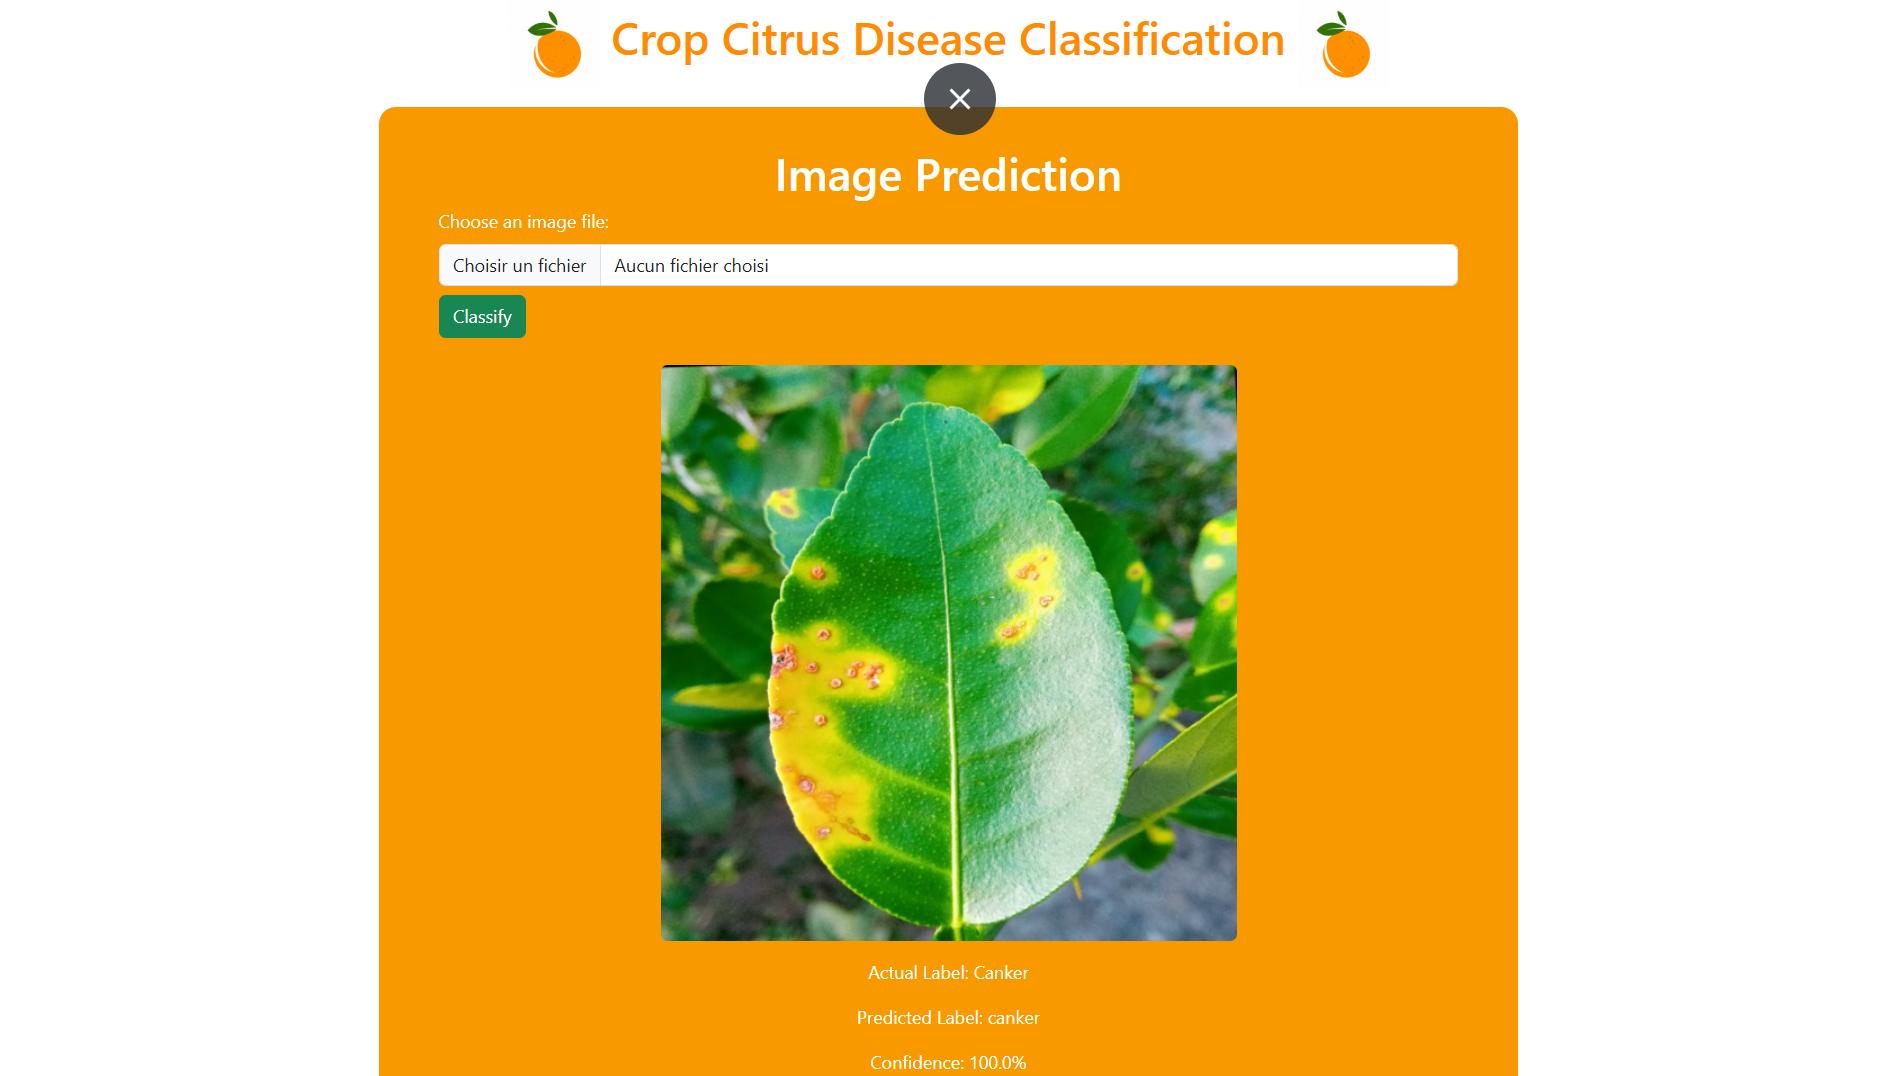 Crop Citrus Disease Classification
Image Prediction
Choose an image file:
Choisir un fichier Aucun fichier choisi
Classify
Actual Label: Canker
Predicted Label: canker
Confidence: 100.0%